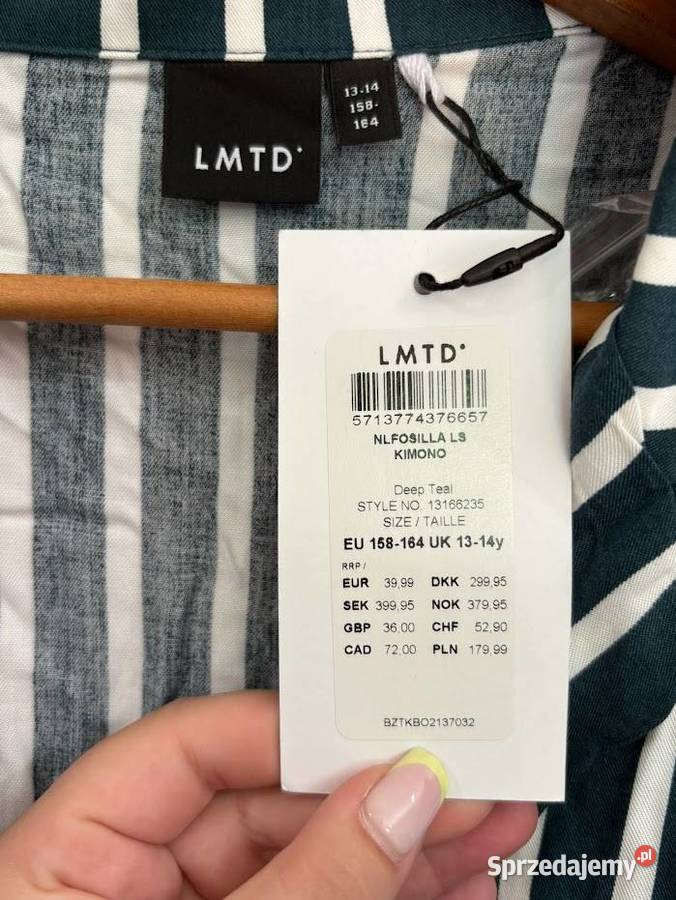 LMTD
13-14
158-
164
LMTD
5713774376657
NLFOSILLA LS
KIMONO
Deep Teal
STYLE NO. 13166235
SIZE / TAILLE
EU 158-164 UK 13-14y
RRP /
EUR 39,99 DKK 299,95
SEK 399,95 NOK 379,95
GBP 36,00 CHF 52,90
CAD 72,00 PLN 179,99
BZTKBO2137032
Sprzedajemy.pl